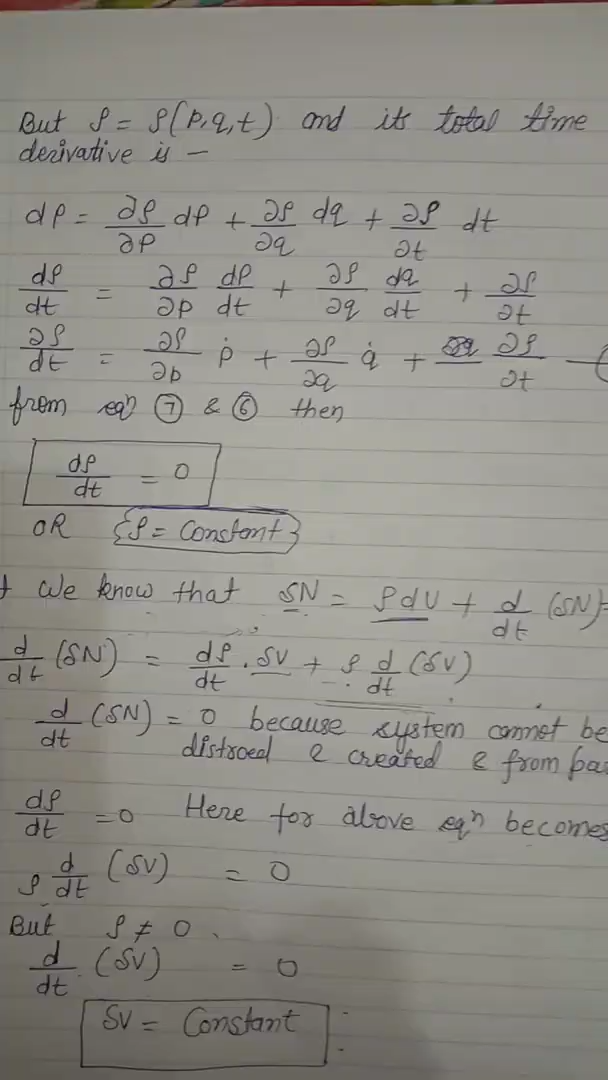 But ρ = ρ(p,q,t) and its total time
derivative is —
dρ = ∂ρ/∂p dp + ∂ρ/∂q dq + ∂ρ/∂t dt
dρ/dt = ∂ρ/∂p dp/dt + ∂ρ/∂q dq/dt + ∂ρ/∂t
∂ρ/dt = ∂ρ/∂p ṗ + ∂ρ/∂q q̇ + ∂ρ/∂t — (
from eqⁿ ⑦ & ⑥ then
dρ/dt = 0
OR {ρ = Constant}
We know that δN = ρdV + d/dt (δN)
d/dt (δN) = dρ/dt . δV + ρ d/dt (δV)
d/dt (δN) = 0 because system cannot be
distroed & created & from
dρ/dt = 0 Here for above eqⁿ becomes
ρ d/dt (δV) = 0
But ρ ≠ 0.
d/dt (δV) = 0
δV = Constant